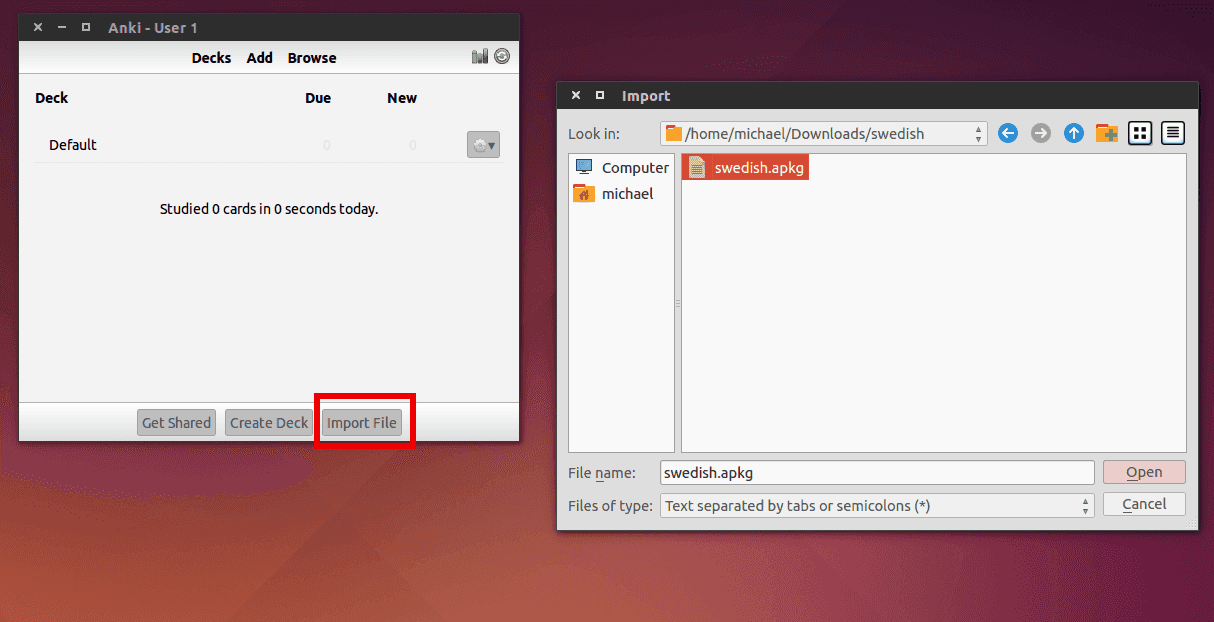 Anki - User 1
Decks Add Browse
Deck Due New
Default 0 0
Studied 0 cards in 0 seconds today.
Get Shared Create Deck Import File
Import
Look in: /home/michael/Downloads/swedish
Computer
michael
swedish.apkg
File name: swedish.apkg Open
Files of type: Text separated by tabs or semicolons (*) Cancel